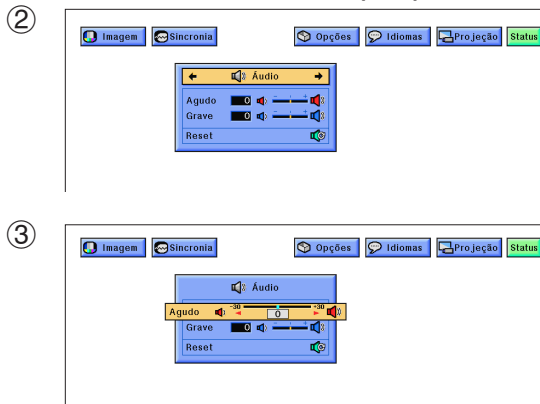 ②
Imagem Sincronia Opções Idiomas Projeção Status
Áudio
Agudo 0 - +
Grave 0 - +
Reset
③
Imagem Sincronia Opções Idiomas Projeção Status
Áudio
Agudo -30 0 +30
Grave 0 - +
Reset